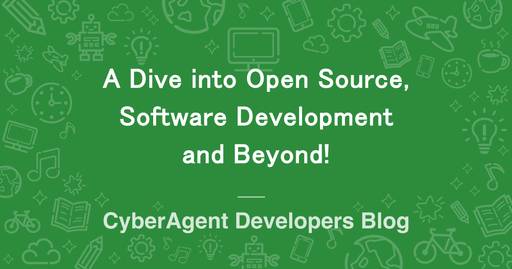 A Dive into Open Source,
Software Development
and Beyond!
CyberAgent Developers Blog